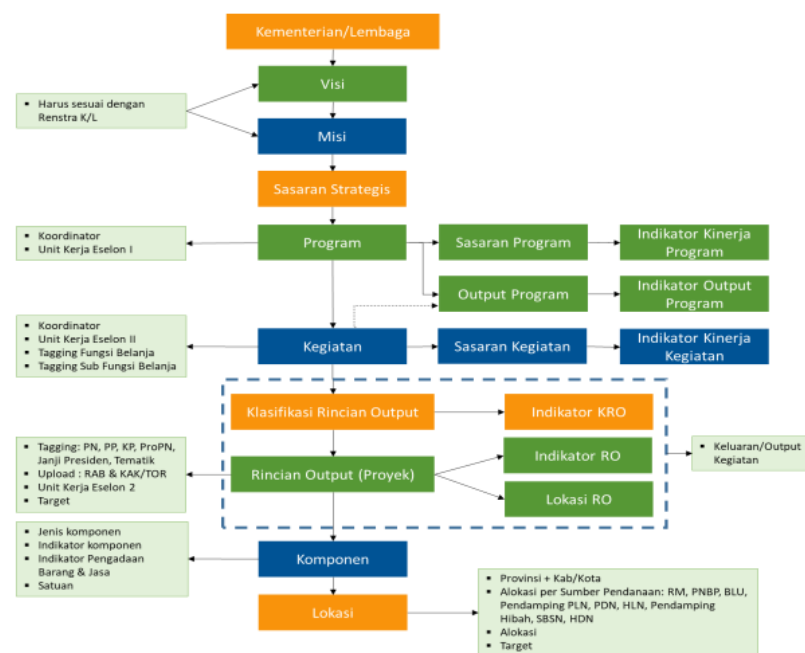 Kementerian/Lembaga
Visi
▪ Harus sesuai dengan
Renstra K/L
Misi
Sasaran Strategis
▪ Koordinator
▪ Unit Kerja Eselon I
Program
Sasaran Program
Indikator Kinerja
Program
Output Program
Indikator Output
Program
▪ Koordinator
▪ Unit Kerja Eselon II
▪ Tagging Fungsi Belanja
▪ Tagging Sub Fungsi Belanja
Kegiatan
Sasaran Kegiatan
Indikator Kinerja
Kegiatan
Klasifikasi Rincian Output
Indikator KRO
▪ Tagging: PN, PP, KP, ProPN,
Janji Presiden, Tematik
▪ Upload : RAB & KAK/TOR
▪ Unit Kerja Eselon 2
▪ Target
Rincian Output (Proyek)
Indikator RO
Lokasi RO
▪ Keluaran/Output
Kegiatan
▪ Jenis komponen
▪ Indikator komponen
▪ Indikator Pengadaan
Barang & Jasa
▪ Satuan
Komponen
Lokasi
▪ Provinsi + Kab/Kota
▪ Alokasi per Sumber Pendanaan: RM, PNBP, BLU,
Pendamping PLN, PDN, HLN, Pendamping
Hibah, SBSN, HDN
▪ Alokasi
▪ Target